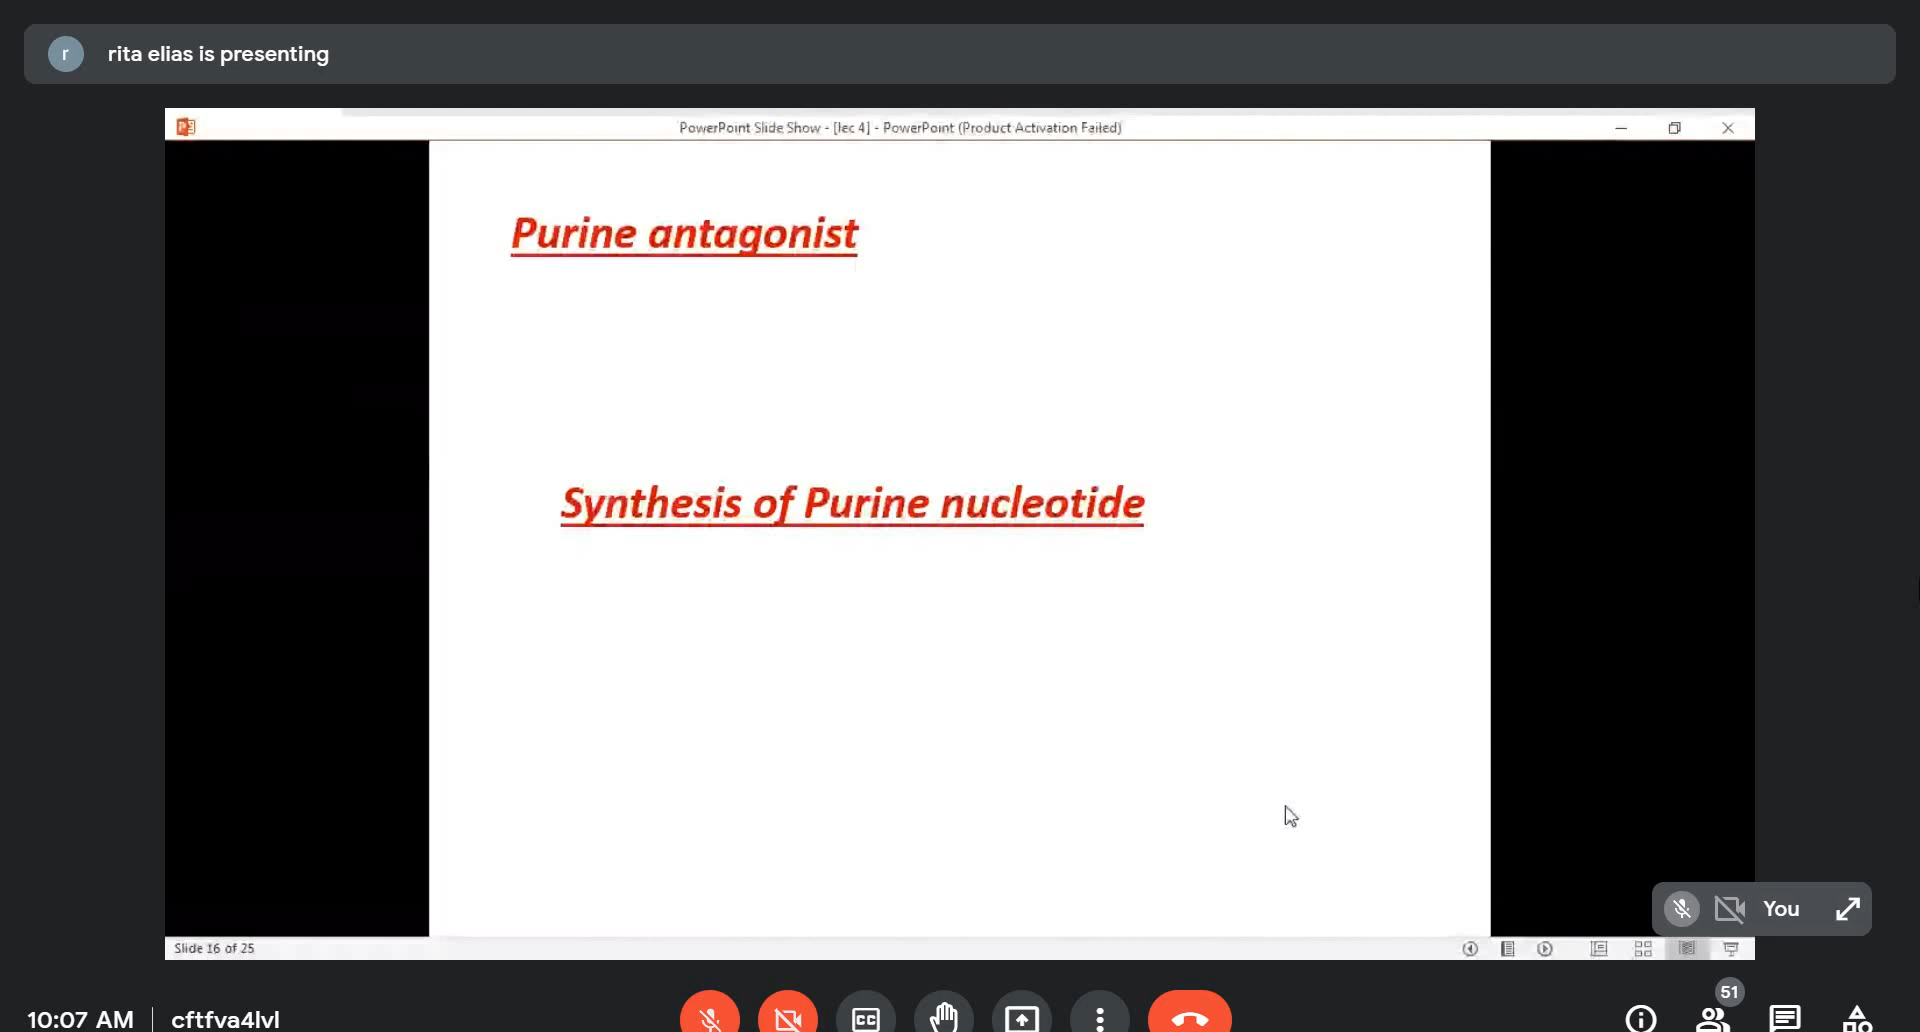 r
rita elias is presenting
PowerPoint Slide Show - [lec 4] - PowerPoint (Product Activation Failed)
Purine antagonist
Synthesis of Purine nucleotide
You
Slide 16 of 25
51
10:07 AM
cftfva4lvl
CC